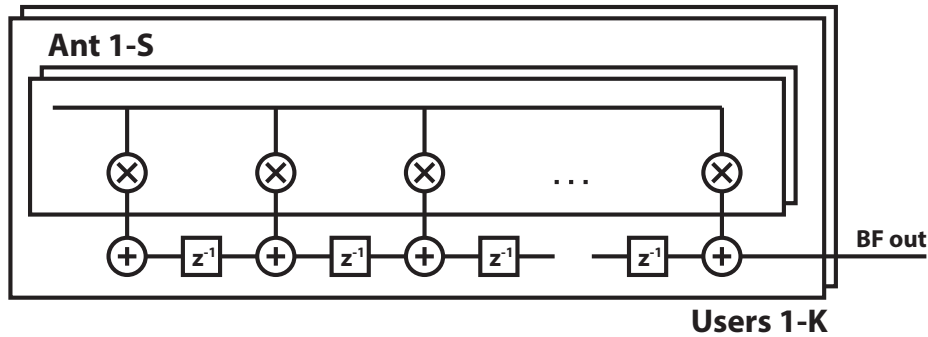 Ant 1-S
. . .
z⁻¹ z⁻¹ z⁻¹ z⁻¹
BF out
Users 1-K